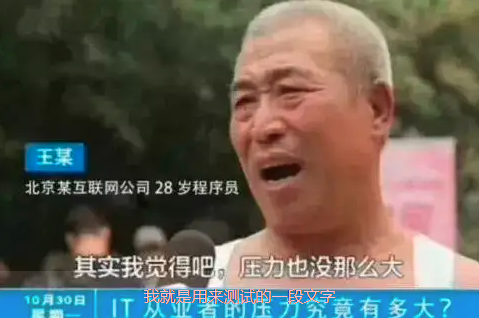 王某
北京某互联网公司 28 岁程序员
其实我觉得吧，压力也没那么大
10月30日
星期一
IT 从业者的压力究竟有多大?
我就是用来测试的一段文字